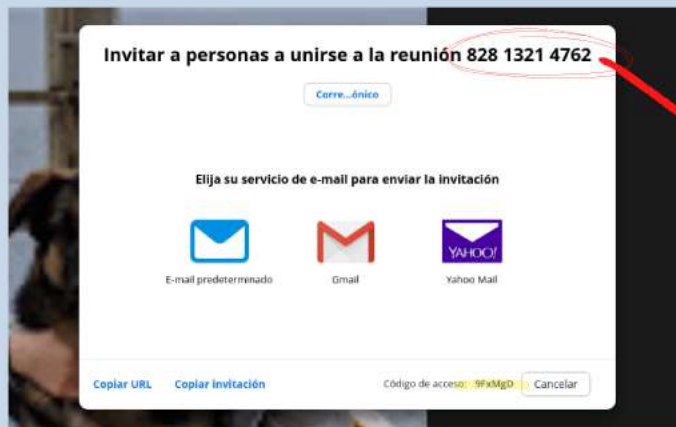 Invitar a personas a unirse a la reunión 828 1321 4762
Corre...ónico
Elija su servicio de e-mail para enviar la invitación
YAHOO!
E-mail predeterminado Gmail Yahoo Mail
Copiar URL Copiar invitación Código de acceso: 9FxMgD Cancelar